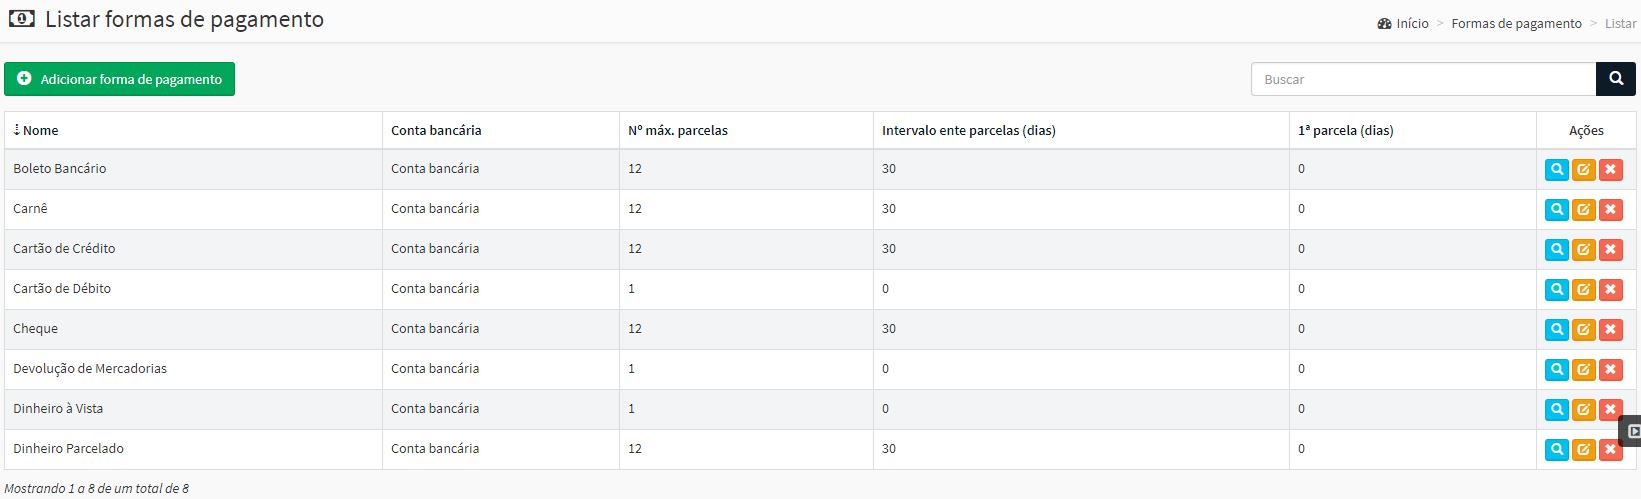 Listar formas de pagamento
Início > Formas de pagamento > Listar
Adicionar forma de pagamento
Buscar
Nome Conta bancária Nº máx. parcelas Intervalo ente parcelas (dias) 1ª parcela (dias) Ações
Boleto Bancário Conta bancária 12 30 0
Carnê Conta bancária 12 30 0
Cartão de Crédito Conta bancária 12 30 0
Cartão de Débito Conta bancária 1 0 0
Cheque Conta bancária 12 30 0
Devolução de Mercadorias Conta bancária 1 0 0
Dinheiro à Vista Conta bancária 1 0 0
Dinheiro Parcelado Conta bancária 12 30 0
Mostrando 1 a 8 de um total de 8